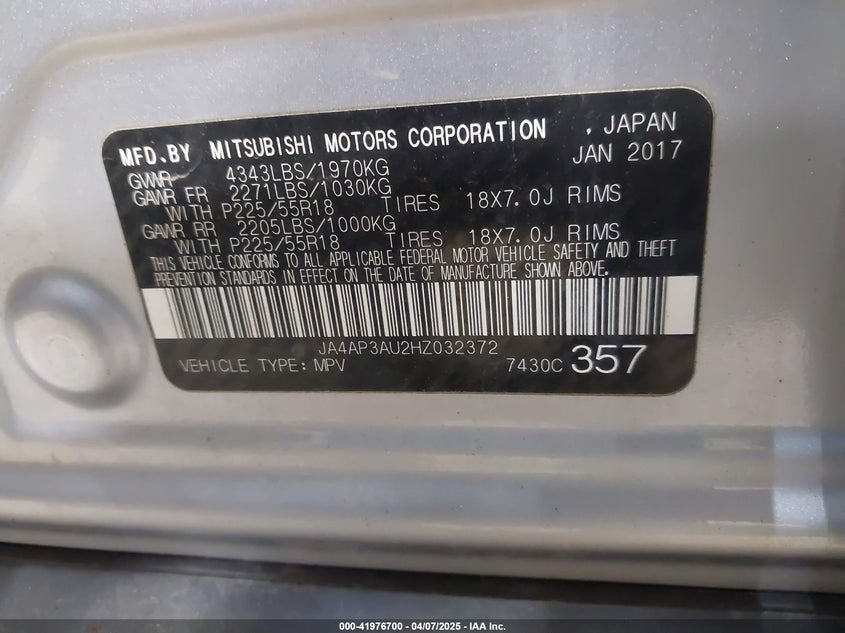 MFD.BY MITSUBISHI MOTORS CORPORATION , JAPAN
GVWR 4343LBS/1970KG JAN 2017
GAWR FR 2271LBS/1030KG
WITH P225/55R18 TIRES 18X7.0J RIMS
GAWR RR 2205LBS/1000KG
WITH P225/55R18 TIRES 18X7.0J RIMS
THIS VEHICLE CONFORMS TO ALL APPLICABLE FEDERAL MOTOR VEHICLE SAFETY AND THEFT
PREVENTION STANDARDS IN EFFECT ON THE DATE OF MANUFACTURE SHOWN ABOVE.
JA4AP3AU2HZ032372
VEHICLE TYPE: MPV 7430C 357
000-41976700 | 04/07/2025 - IAA Inc.